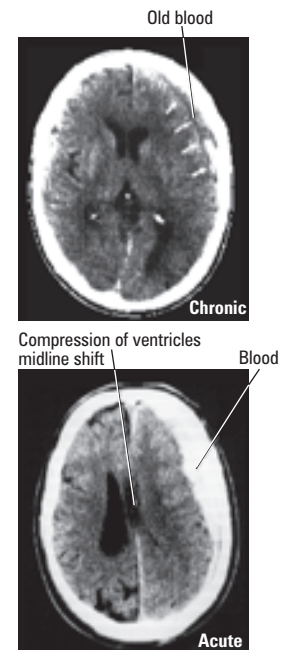 Old blood
Chronic
Compression of ventricles
midline shift
Blood
Acute